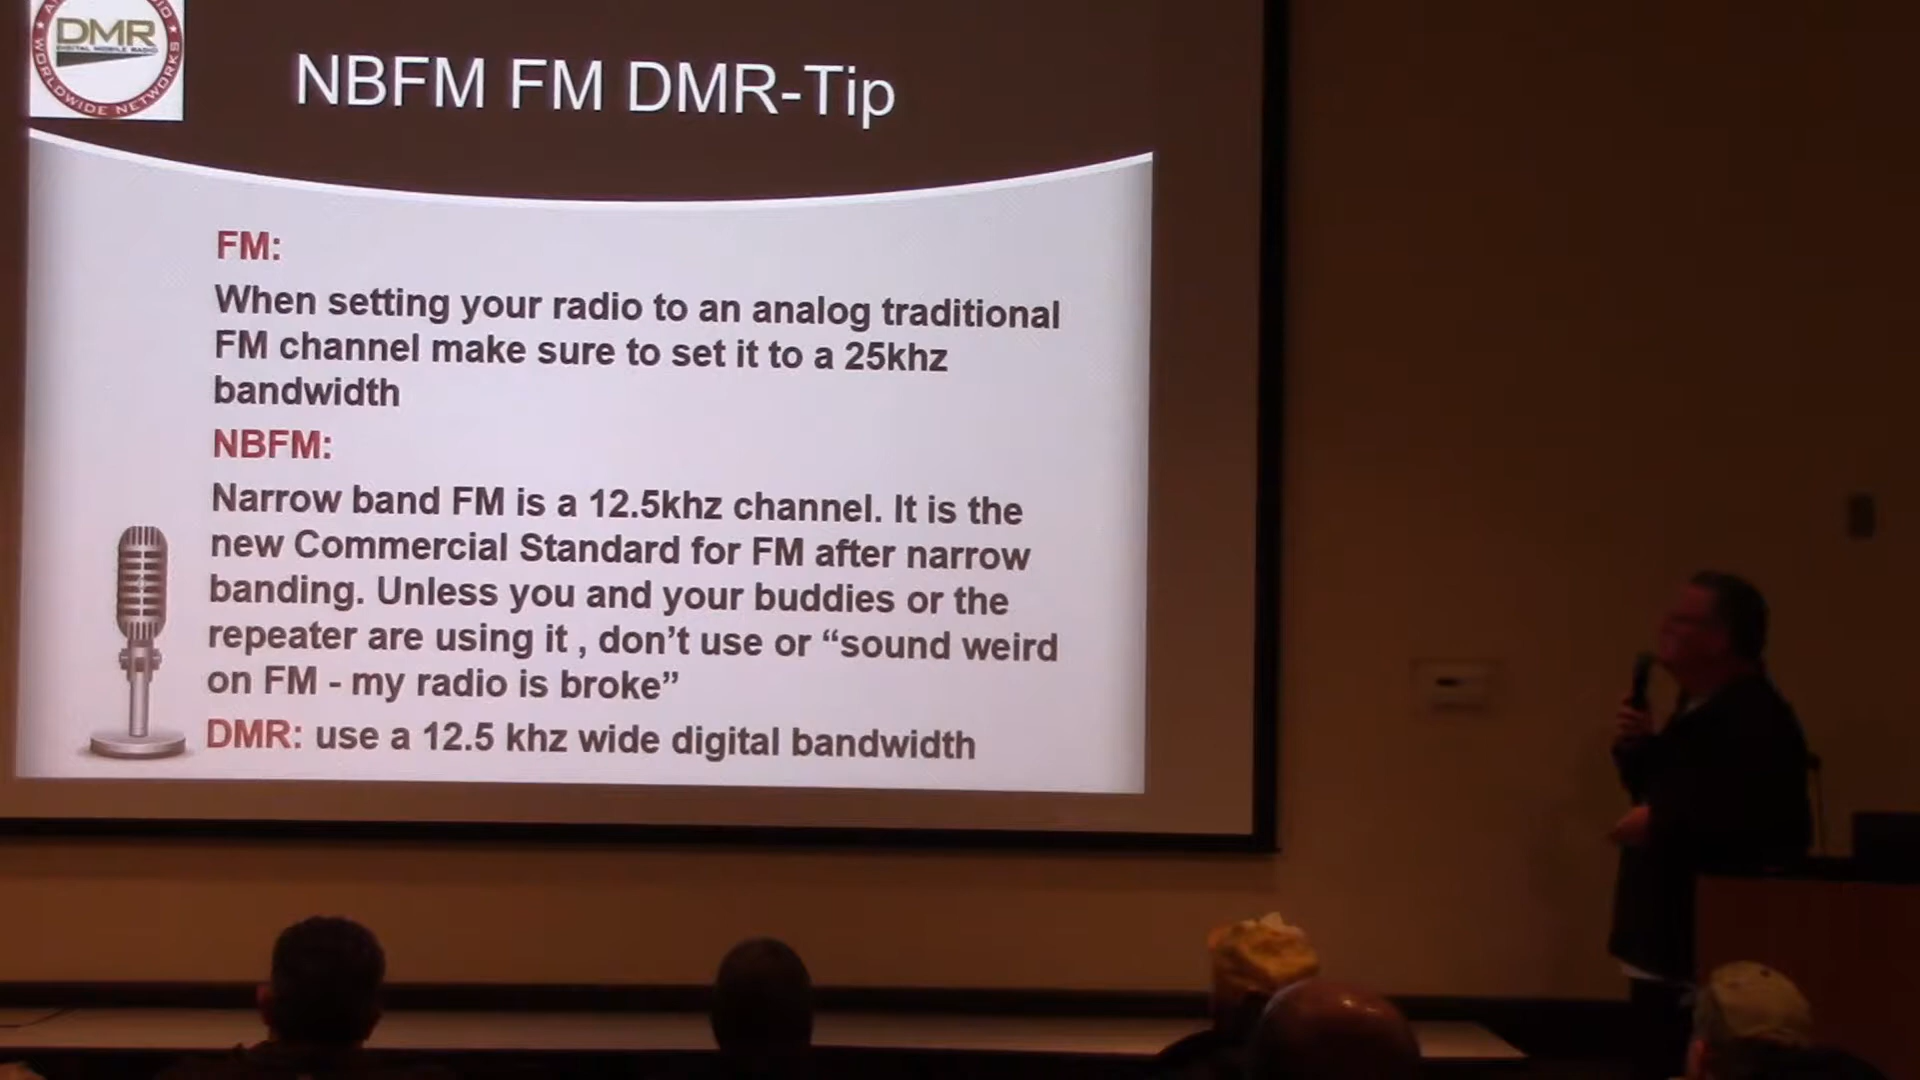 DMR
DIGITAL MOBILE RADIO
WORLDWIDE NETWORKS
NBFM FM DMR-Tip
FM:
When setting your radio to an analog traditional
FM channel make sure to set it to a 25khz
bandwidth
NBFM:
Narrow band FM is a 12.5khz channel. It is the
new Commercial Standard for FM after narrow
banding. Unless you and your buddies or the
repeater are using it , don’t use or “sound weird
on FM - my radio is broke”
DMR: use a 12.5 khz wide digital bandwidth